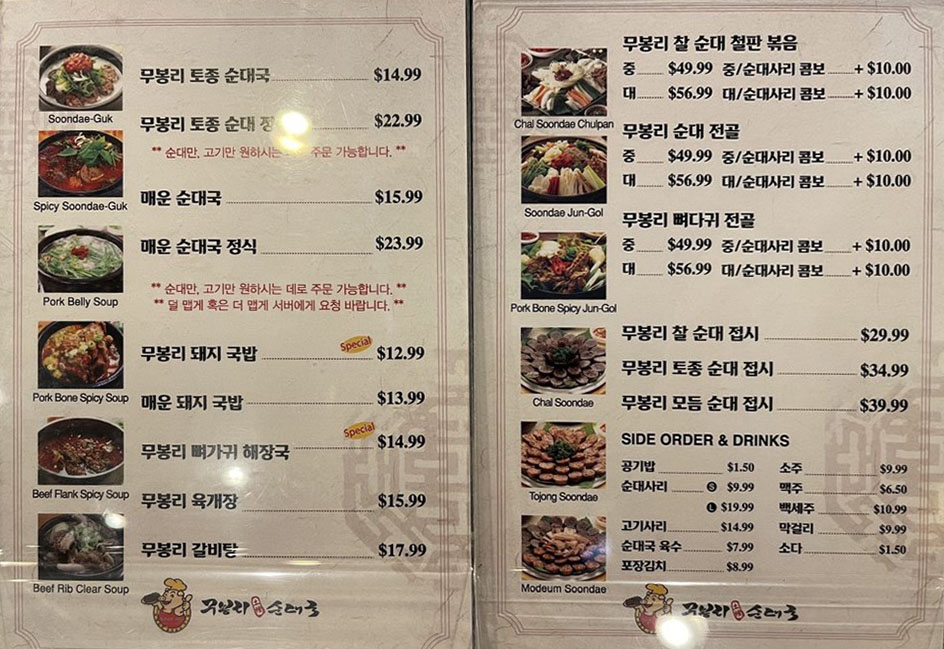 Soondae-Guk
Spicy Soondae-Guk
Pork Belly Soup
Pork Bone Spicy Soup
Beef Flank Spicy Soup
Beef Rib Clear Soup
무봉리 토종 순대국 $14.99
무봉리 토종 순대 $22.99
** 순대만, 고기만 원하시는 주문 가능합니다. **
매운 순대국 $15.99
매운 순대국 정식 $23.99
** 순대만, 고기만 원하시는 데로 주문 가능합니다. **
** 덜 맵게 혹은 더 맵게 서버에게 요청 바랍니다. **
무봉리 돼지 국밥 Special $12.99
매운 돼지 국밥 $13.99
무봉리 뼈가귀 해장국 Special $14.99
무봉리 육개장 $15.99
무봉리 갈비탕 $17.99
무봉리 순대국
Chal Soondae Chulpan
Soondae Jun-Gol
Pork Bone Spicy Jun-Gol
Chal Soondae
Tojong Soondae
Modeum Soondae
무봉리 찰 순대 철판 볶음
중 $49.99 중/순대사리 콤보 + $10.00
대 $56.99 대/순대사리 콤보 + $10.00
무봉리 순대 전골
중 $49.99 중/순대사리 콤보 + $10.00
대 $56.99 대/순대사리 콤보 + $10.00
무봉리 뼈다귀 전골
중 $49.99 중/순대사리 콤보 + $10.00
대 $56.99 대/순대사리 콤보 + $10.00
무봉리 찰 순대 접시 $29.99
무봉리 토종 순대 접시 $34.99
무봉리 모듬 순대 접시 $39.99
SIDE ORDER & DRINKS
공기밥 $1.50
순대사리 S $9.99
L $19.99
고기사리 $14.99
순대국 육수 $7.99
포장김치 $8.99
소주 $9.99
맥주 $6.50
백세주 $10.99
막걸리 $9.99
소다 $1.50
무봉리 순대국